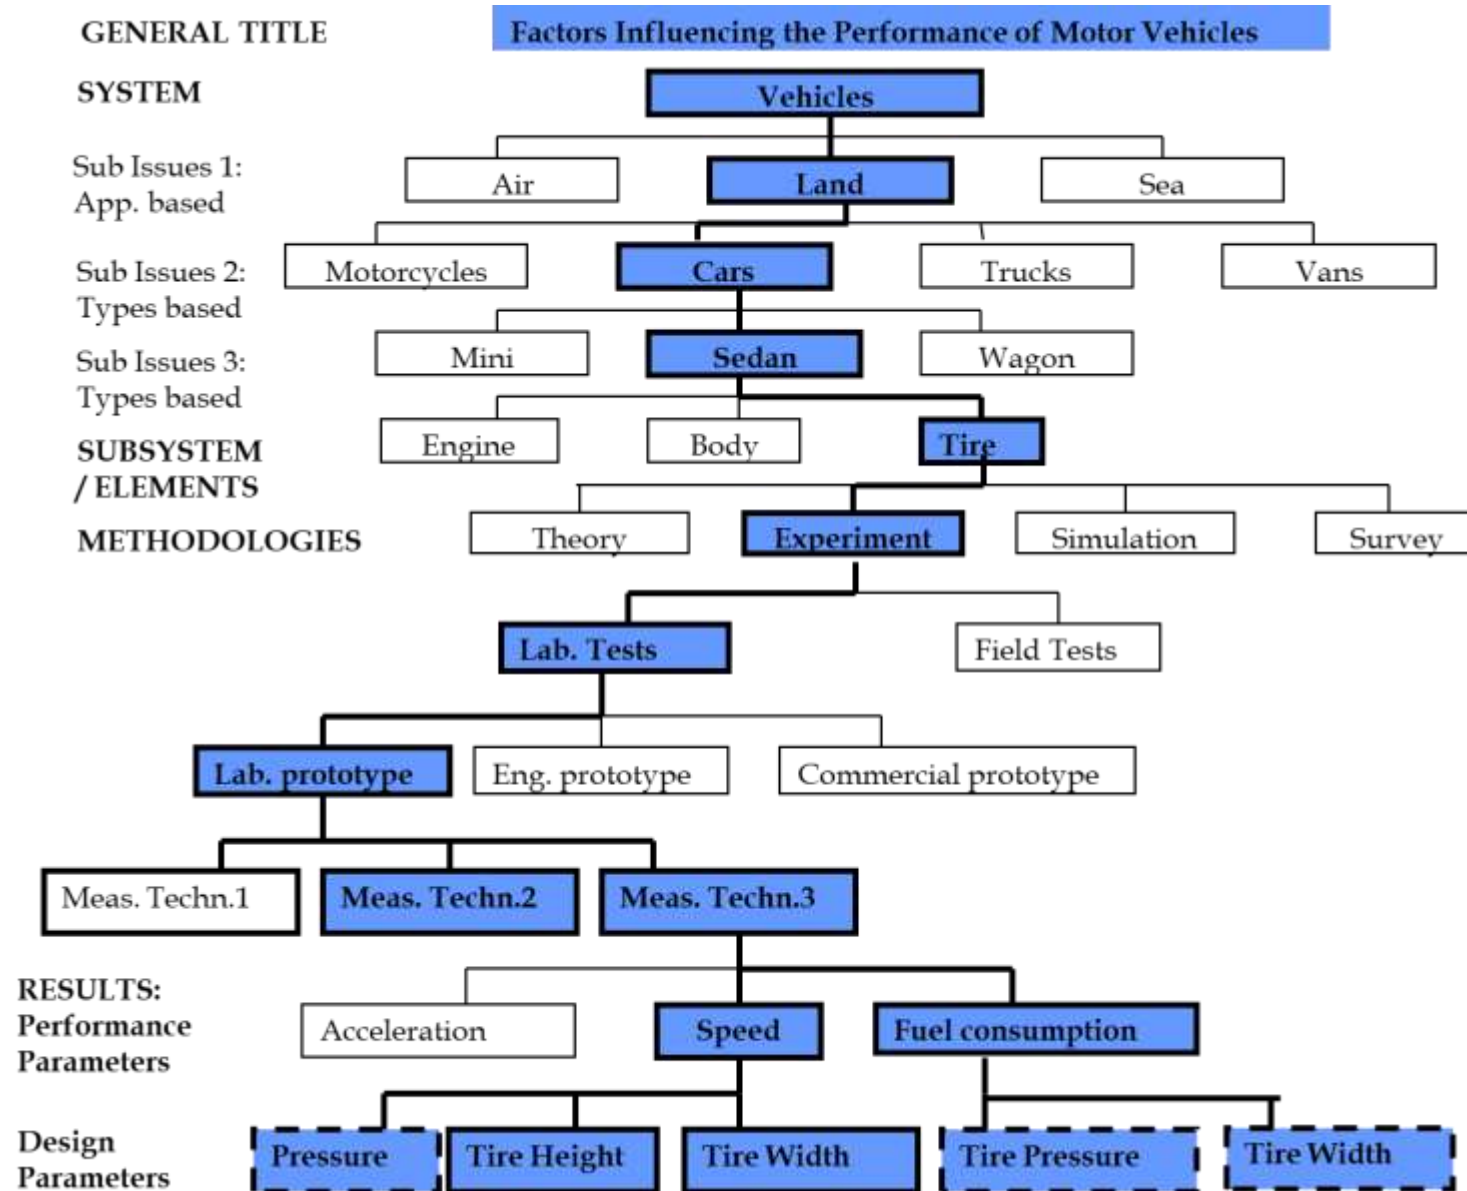 GENERAL TITLE
Factors Influencing the Performance of Motor Vehicles
SYSTEM
Vehicles
Sub Issues 1:
App. based
Air
Land
Sea
Sub Issues 2:
Types based
Motorcycles
Cars
Trucks
Vans
Sub Issues 3:
Types based
Mini
Sedan
Wagon
SUBSYSTEM
/ ELEMENTS
Engine
Body
Tire
METHODOLOGIES
Theory
Experiment
Simulation
Survey
Lab. Tests
Field Tests
Lab. prototype
Eng. prototype
Commercial prototype
Meas. Techn.1
Meas. Techn.2
Meas. Techn.3
RESULTS:
Performance
Parameters
Acceleration
Speed
Fuel consumption
Design
Parameters
Pressure
Tire Height
Tire Width
Tire Pressure
Tire Width